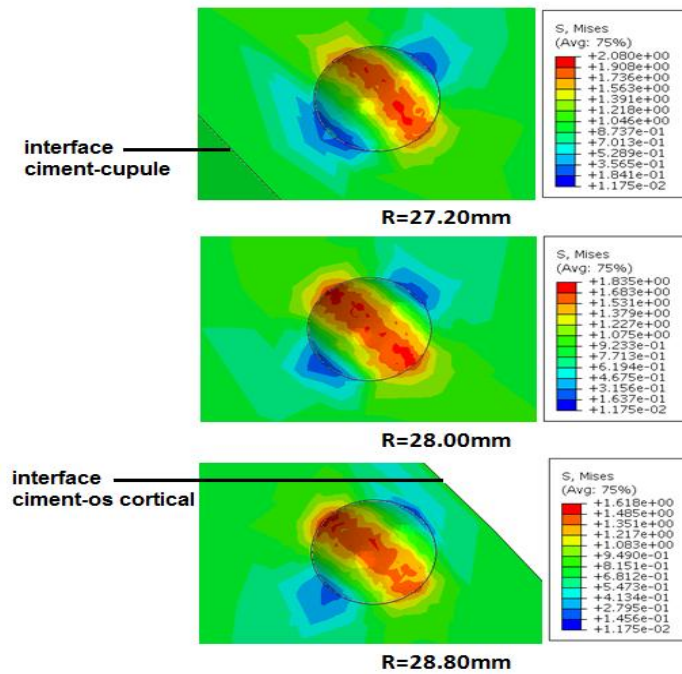 S, Mises
(Avg: 75%)
+2.080e+00
+1.908e+00
+1.736e+00
+1.563e+00
+1.391e+00
+1.218e+00
+1.046e+00
+8.737e-01
+7.013e-01
+5.289e-01
+3.565e-01
+1.841e-01
+1.175e-02
interface
ciment-cupule
R=27.20mm
S, Mises
(Avg: 75%)
+1.835e+00
+1.683e+00
+1.531e+00
+1.379e+00
+1.227e+00
+1.075e+00
+9.233e-01
+7.713e-01
+6.194e-01
+4.675e-01
+3.156e-01
+1.637e-01
+1.175e-02
R=28.00mm
interface
ciment-os cortical
S, Mises
(Avg: 75%)
+1.618e+00
+1.485e+00
+1.351e+00
+1.217e+00
+1.083e+00
+9.490e-01
+8.151e-01
+6.812e-01
+5.473e-01
+4.134e-01
+2.795e-01
+1.456e-01
+1.175e-02
R=28.80mm